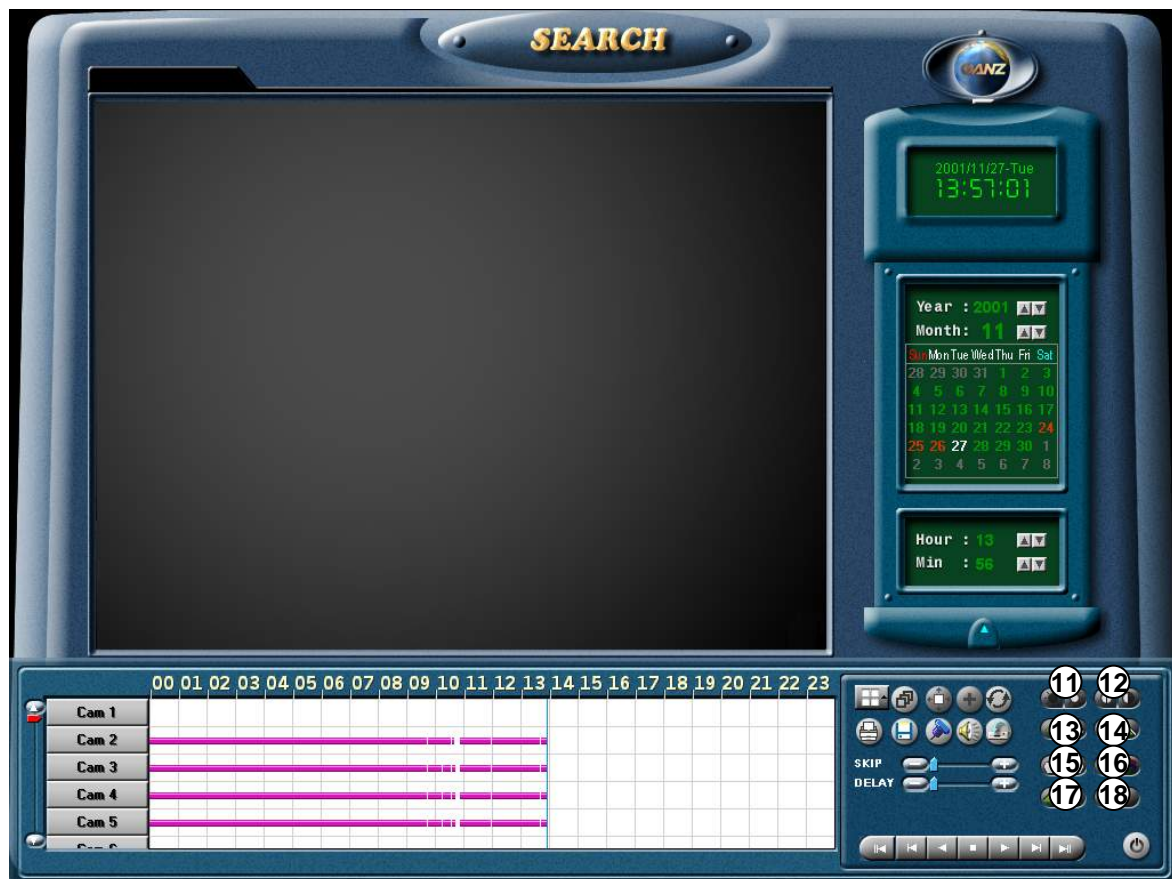 SEARCH
GANZ
2001/11/27-Tue
13:57:01
Year : 2001
Month: 11
Sun Mon Tue Wed Thu Fri Sat
28 29 30 31 1 2 3
4 5 6 7 8 9 10
11 12 13 14 15 16 17
18 19 20 21 22 23 24
25 26 27 28 29 30 1
2 3 4 5 6 7 8
Hour : 13
Min : 56
00 01 02 03 04 05 06 07 08 09 10 11 12 13 14 15 16 17 18 19 20 21 22 23
Cam 1
Cam 2
Cam 3
Cam 4
Cam 5
11 12
13 14
SKIP
15 16
DELAY
17 18